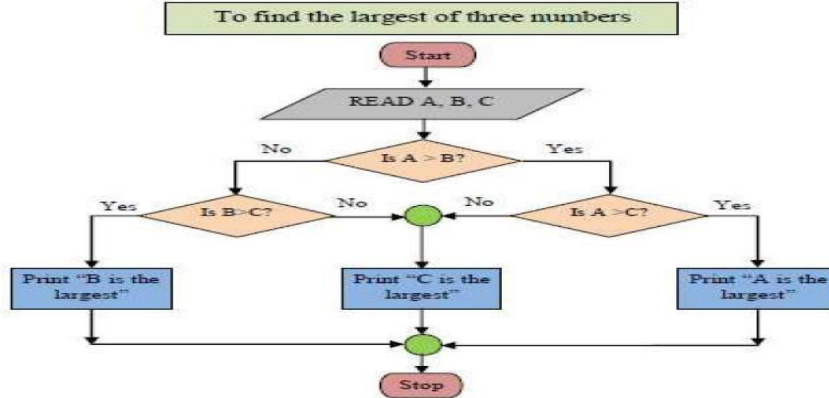 To find the largest of three numbers
Start
READ A, B, C
No
Is A > B?
Yes
Yes
Is B>C?
No
No
Is A >C?
Yes
Print “B is the
largest”
Print “C is the
largest”
Print “A is the
largest”
Stop